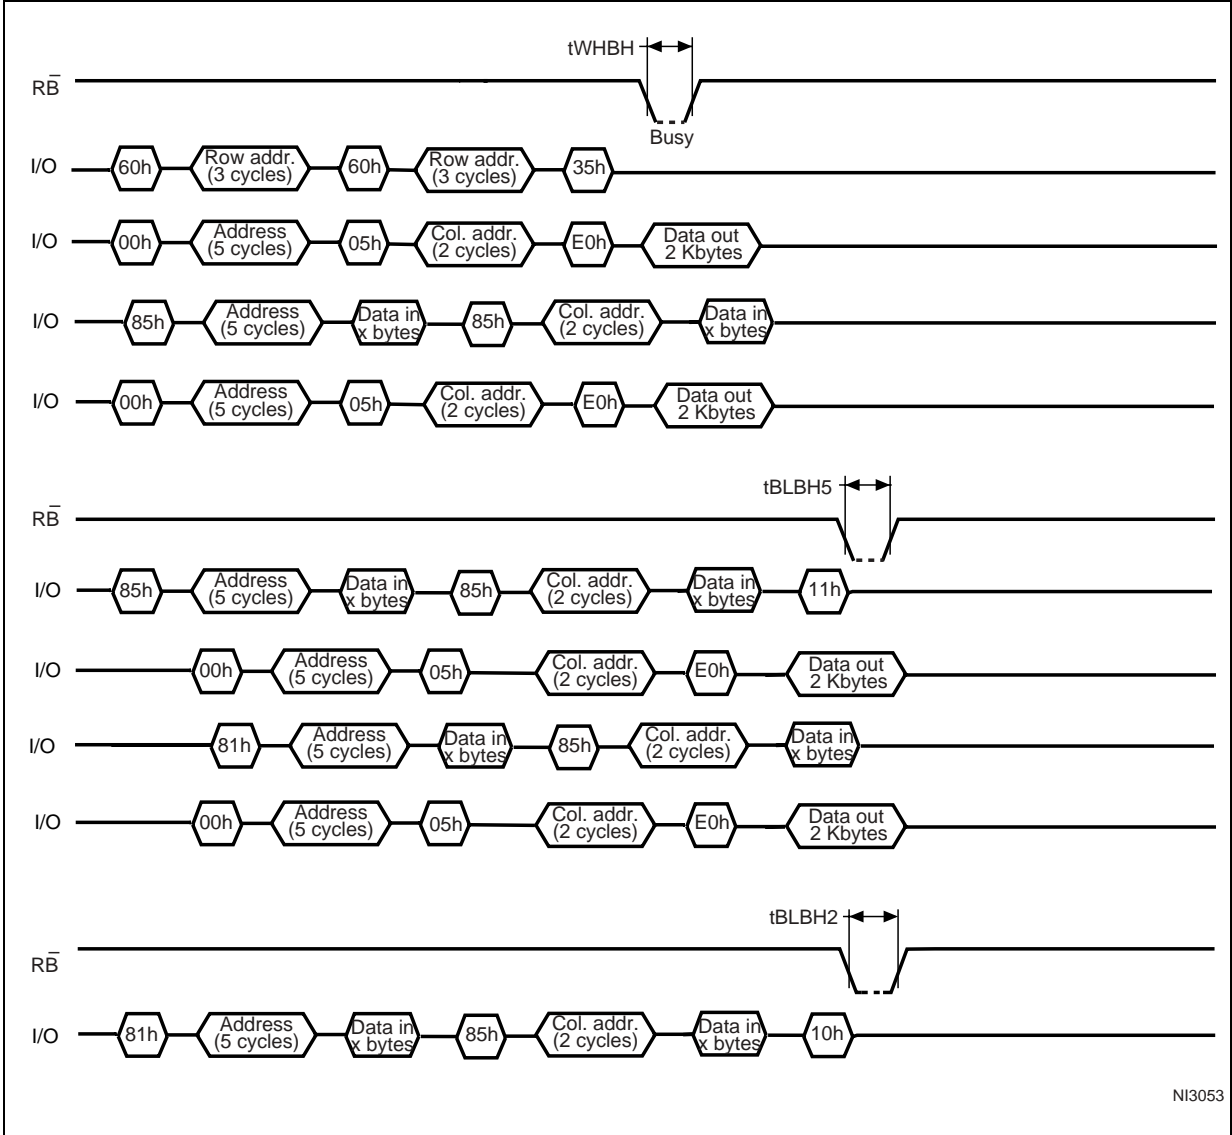 tWHBH
RB̅
Busy
I/O 60h Row addr. (3 cycles) 60h Row addr. (3 cycles) 35h
I/O 00h Address (5 cycles) 05h Col. addr. (2 cycles) E0h Data out 2 Kbytes
I/O 85h Address (5 cycles) Data in x bytes 85h Col. addr. (2 cycles) Data in x bytes
I/O 00h Address (5 cycles) 05h Col. addr. (2 cycles) E0h Data out 2 Kbytes
tBLBH5
RB̅
I/O 85h Address (5 cycles) Data in x bytes 85h Col. addr. (2 cycles) Data in x bytes 11h
I/O 00h Address (5 cycles) 05h Col. addr. (2 cycles) E0h Data out 2 Kbytes
I/O 81h Address (5 cycles) Data in x bytes 85h Col. addr. (2 cycles) Data in x bytes
I/O 00h Address (5 cycles) 05h Col. addr. (2 cycles) E0h Data out 2 Kbytes
tBLBH2
RB̅
I/O 81h Address (5 cycles) Data in x bytes 85h Col. addr. (2 cycles) Data in x bytes 10h
NI3053